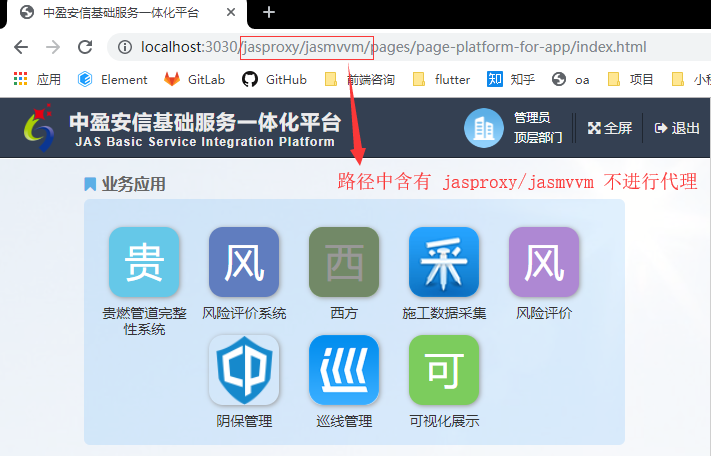 中盈安信基础服务一体化平台
localhost:3030/jasproxy/jasmvvm/pages/page-platform-for-app/index.html
应用 Element GitLab GitHub 前端咨询 flutter 知 知乎 oa 项目
中盈安信基础服务一体化平台
JAS Basic Service Integration Platform
管理员
顶层部门
全屏 退出
路径中含有 jasproxy/jasmvvm 不进行代理
业务应用
贵 风 西 采 风
贵燃管道完整 风险评价系统 西方 施工数据采集 风险评价
性系统
CP 可
阴保管理 巡线管理 可视化展示